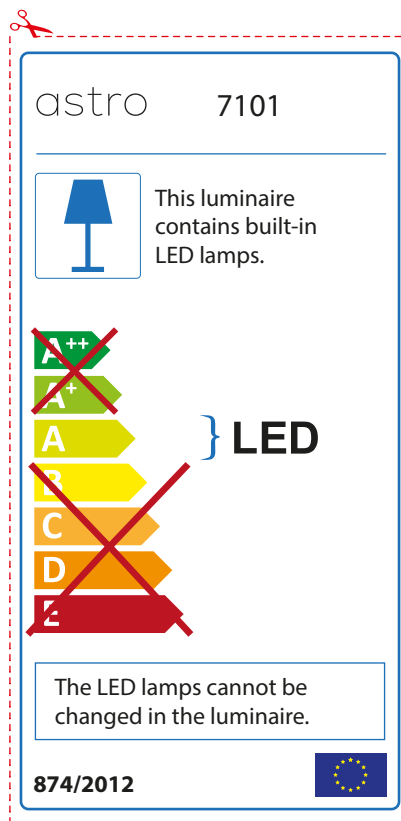 astro 7101
This luminaire
contains built-in
LED lamps.
A++
A+
A
} LED
B
C
D
E
The LED lamps cannot be
changed in the luminaire.
874/2012